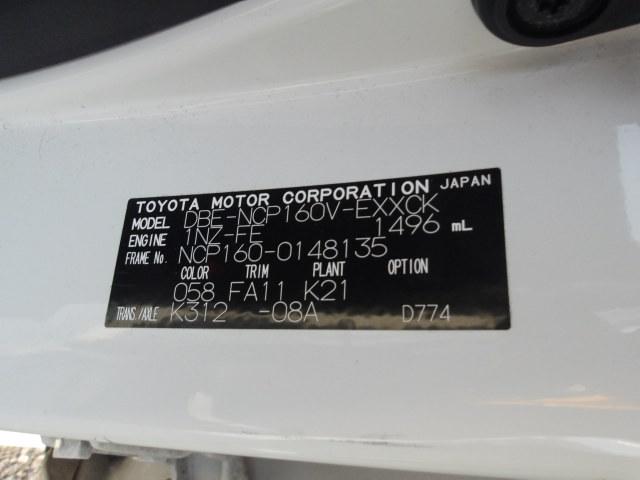 TOYOTA MOTOR CORPORATION JAPAN
MODEL DBE-NCP160V-EXXCK
ENGINE 1NZ-FE 1496 mL
FRAME No. NCP160-0148135
COLOR TRIM PLANT OPTION
058 FA11 K21
TRANS/AXLE K312 -08A D774